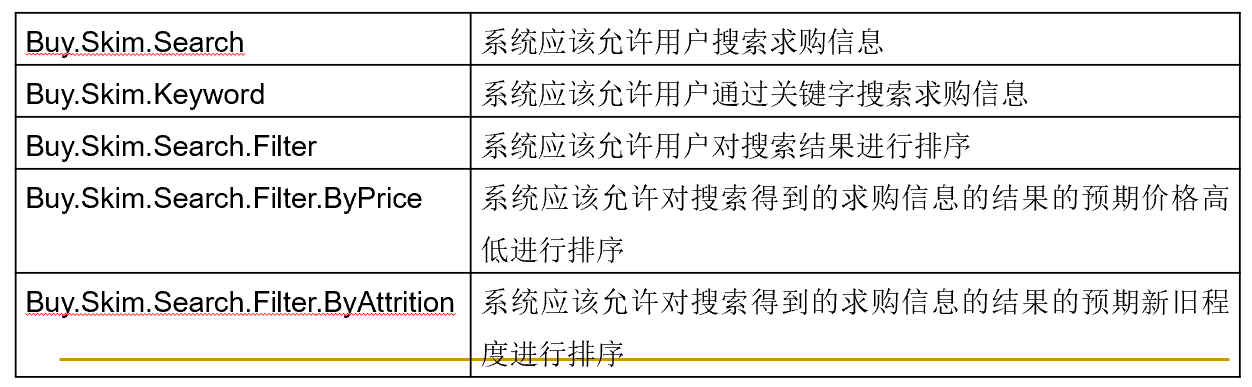 Buy.Skim.Search
系统应该允许用户搜索求购信息
Buy.Skim.Keyword
系统应该允许用户通过关键字搜索求购信息
Buy.Skim.Search.Filter
系统应该允许用户对搜索结果进行排序
Buy.Skim.Search.Filter.ByPrice
系统应该允许对搜索得到的求购信息的结果的预期价格高
低进行排序
Buy.Skim.Search.Filter.ByAttrition
系统应该允许对搜索得到的求购信息的结果的预期新旧程
度进行排序